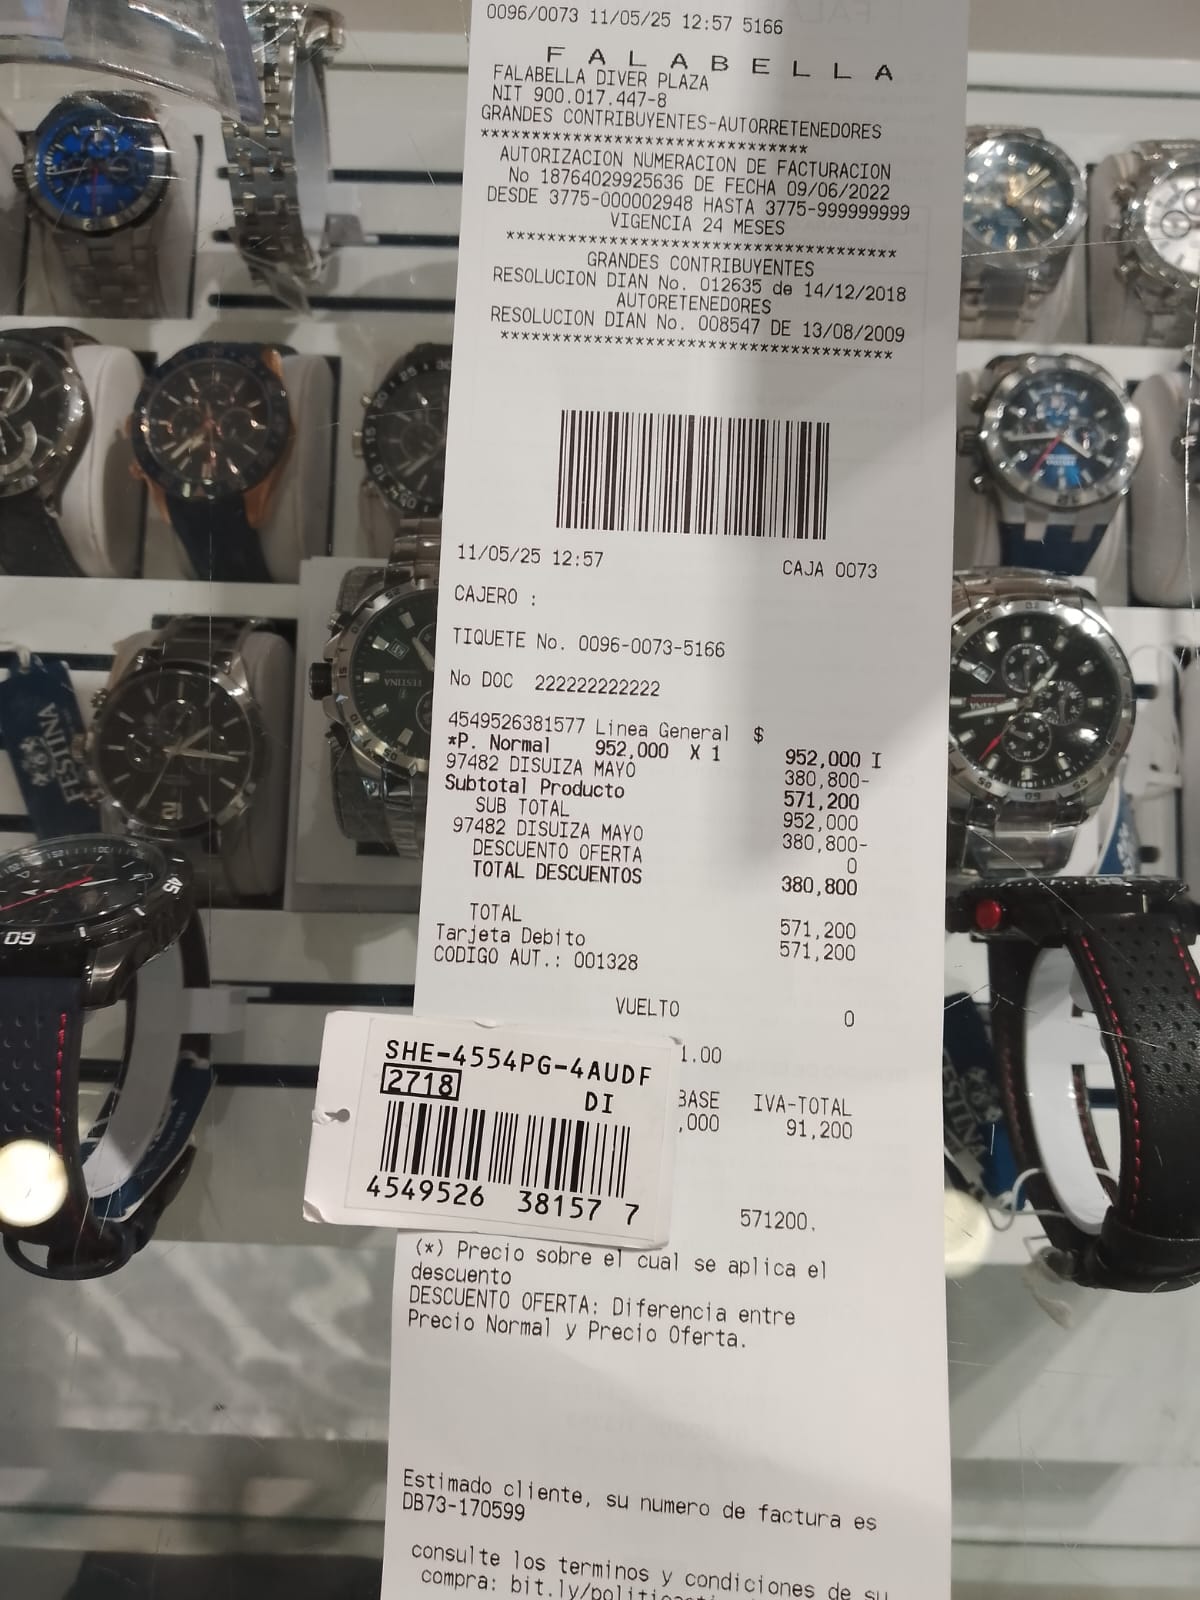 0096/0073 11/05/25 12:57 5166
F A L A B E L L A
FALABELLA DIVER PLAZA
NIT 900.017.447-8
GRANDES CONTRIBUYENTES-AUTORRETENEDORES
*****************************
AUTORIZACION NUMERACION DE FACTURACION
No 18764029925636 DE FECHA 09/06/2022
DESDE 3775-000002948 HASTA 3775-999999999
VIGENCIA 24 MESES
**************************************
GRANDES CONTRIBUYENTES
RESOLUCION DIAN No. 012635 de 14/12/2018
AUTORETENEDORES
RESOLUCION DIAN No. 008547 DE 13/08/2009
**************************************
11/05/25 12:57 CAJA 0073
CAJERO :
TIQUETE No. 0096-0073-5166
No DOC 222222222222
4549526381577 Linea General $
*P. Normal 952,000 X 1 952,000 I
97482 DISUIZA MAYO 380,800-
Subtotal Producto 571,200
SUB TOTAL 952,000
97482 DISUIZA MAYO 380,800-
DESCUENTO OFERTA 0
TOTAL DESCUENTOS 380,800
TOTAL 571,200
Tarjeta Debito 571,200
CODIGO AUT.: 001328
VUELTO 0
1.00
BASE IVA-TOTAL
,000 91,200
571200.
SHE-4554PG-4AUDF
2718
DI
4549526 38157 7
(*) Precio sobre el cual se aplica el
descuento
DESCUENTO OFERTA: Diferencia entre
Precio Normal y Precio Oferta.
Estimado cliente, su numero de factura es
DB73-170599
consulte los terminos y condiciones de su
compra:
FESTINA
FESTINA
FESTINA